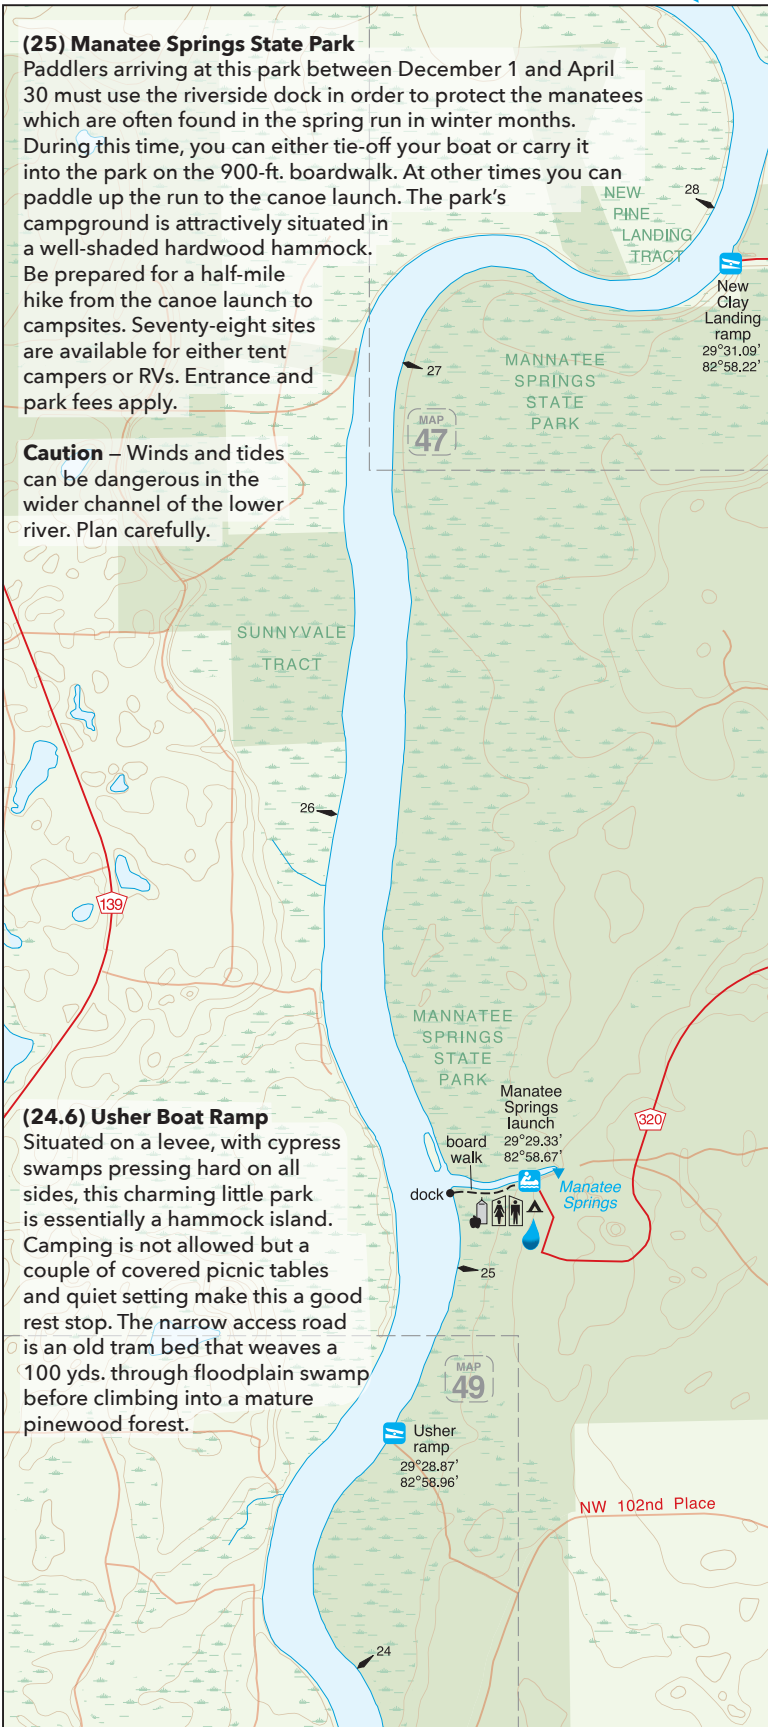 (25) Manatee Springs State Park
Paddlers arriving at this park between December 1 and April
30 must use the riverside dock in order to protect the manatees
which are often found in the spring run in winter months.
During this time, you can either tie-off your boat or carry it
into the park on the 900-ft. boardwalk. At other times you can
paddle up the run to the canoe launch. The park's
campground is attractively situated in
a well-shaded hardwood hammock.
Be prepared for a half-mile
hike from the canoe launch to
campsites. Seventy-eight sites
are available for either tent
campers or RVs. Entrance and
park fees apply.
NEW
PINE
LANDING
TRACT
28
New
Clay
Landing
ramp
29°31.09'
82°58.22'
27
MANNATEE
SPRINGS
STATE
PARK
MAP
47
Caution – Winds and tides
can be dangerous in the
wider channel of the lower
river. Plan carefully.
SUNNYVALE
TRACT
26
139
MANNATEE
SPRINGS
STATE
PARK
Manatee
Springs
launch
29°29.33'
82°58.67'
320
board
walk
dock
Manatee
Springs
25
(24.6) Usher Boat Ramp
Situated on a levee, with cypress
swamps pressing hard on all
sides, this charming little park
is essentially a hammock island.
Camping is not allowed but a
couple of covered picnic tables
and quiet setting make this a good
rest stop. The narrow access road
is an old tram bed that weaves a
100 yds. through floodplain swamp
before climbing into a mature
pinewood forest.
MAP
49
Usher
ramp
29°28.87'
82°58.96'
NW 102nd Place
24